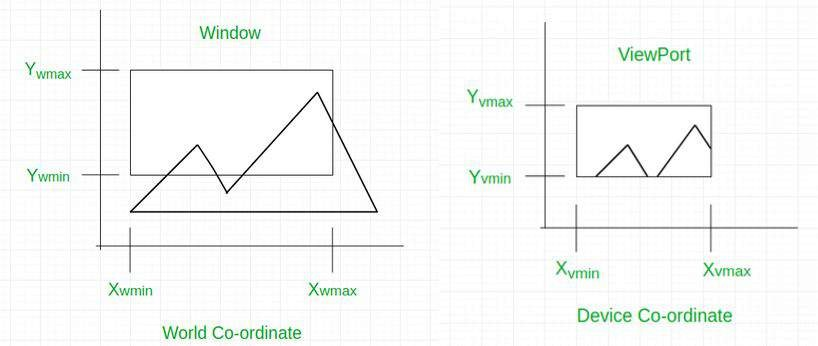 Window
Ywmax
Ywmin
Xwmin
Xwmax
World Co-ordinate
ViewPort
Yvmax
Yvmin
Xvmin
Xvmax
Device Co-ordinate